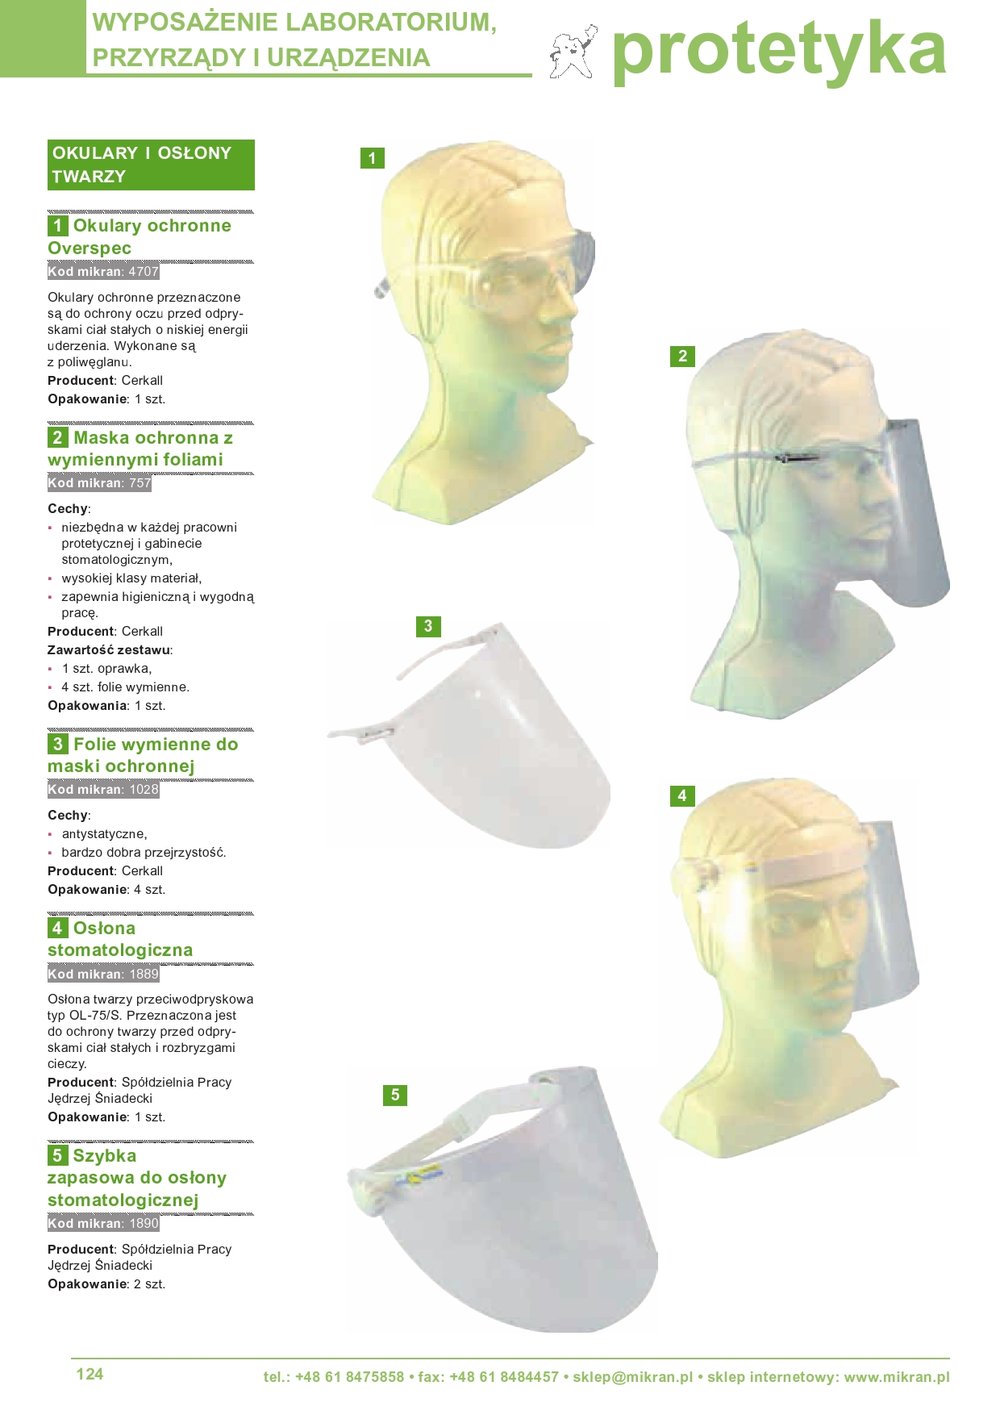 WYPOSAŻENIE LABORATORIUM,
PRZYRZĄDY I URZĄDZENIA
protetyka
OKULARY I OSŁONY
TWARZY
1 Okulary ochronne
Overspec
Kod mikran: 4707
Okulary ochronne przeznaczone
są do ochrony oczu przed odpry-
skami ciał stałych o niskiej energii
uderzenia. Wykonane są
z poliwęglanu.
Producent: Cerkall
Opakowanie: 1 szt.
2 Maska ochronna z
wymiennymi foliami
Kod mikran: 757
Cechy:
• niezbędna w każdej pracowni
protetycznej i gabinecie
stomatologicznym,
• wysokiej klasy materiał,
• zapewnia higieniczną i wygodną
pracę.
Producent: Cerkall
Zawartość zestawu:
• 1 szt. oprawka,
• 4 szt. folie wymienne.
Opakowania: 1 szt.
3 Folie wymienne do
maski ochronnej
Kod mikran: 1028
Cechy:
• antystatyczne,
• bardzo dobra przejrzystość.
Producent: Cerkall
Opakowanie: 4 szt.
4 Osłona
stomatologiczna
Kod mikran: 1889
Osłona twarzy przeciwodpryskowa
typ OL-75/S. Przeznaczona jest
do ochrony twarzy przed odpry-
skami ciał stałych i rozbryzgami
cieczy.
Producent: Spółdzielnia Pracy
Jędrzej Śniadecki
Opakowanie: 1 szt.
5 Szybka
zapasowa do osłony
stomatologicznej
Kod mikran: 1890
Producent: Spółdzielnia Pracy
Jędrzej Śniadecki
Opakowanie: 2 szt.
1
2
3
4
5
124
tel.: +48 61 8475858 • fax: +48 61 8484457 • sklep@mikran.pl • sklep internetowy: www.mikran.pl